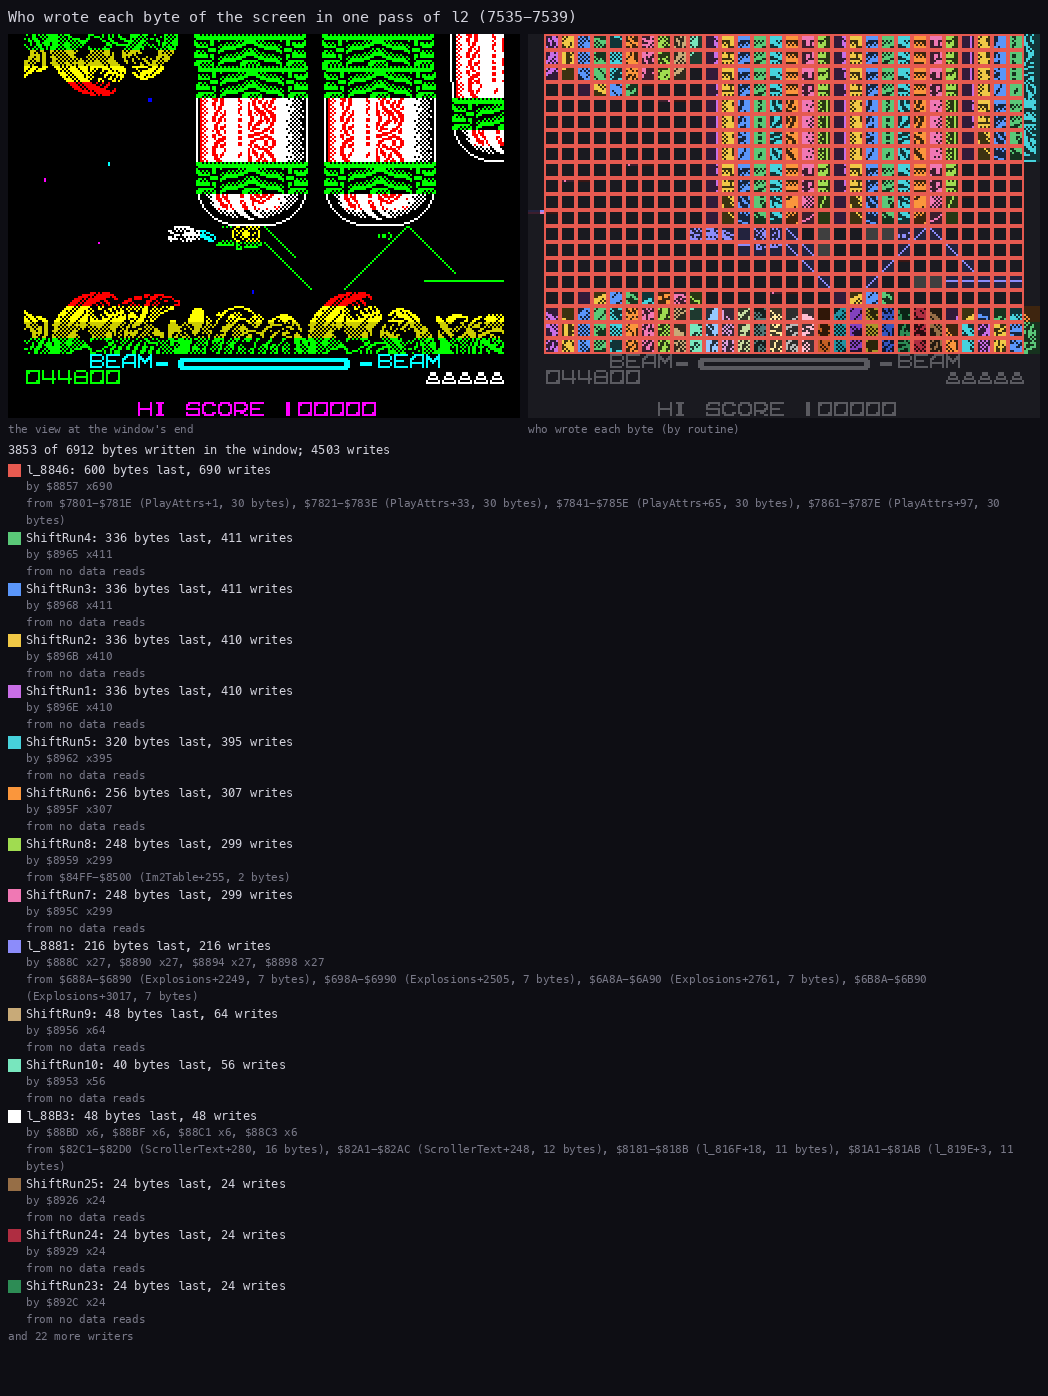 Who wrote each byte of the screen in one pass of l2 (7535–7539)
BEAM BEAM
044800
HI SCORE 100000
BEAM BEAM
044800
HI SCORE 100000
the view at the window's end
who wrote each byte (by routine)
3853 of 6912 bytes written in the window; 4503 writes
l_8846: 600 bytes last, 690 writes
by $8857 x690
from $7801–$781E (PlayAttrs+1, 30 bytes), $7821–$783E (PlayAttrs+33, 30 bytes), $7841–$785E (PlayAttrs+65, 30 bytes), $7861–$787E (PlayAttrs+97, 30
bytes)
ShiftRun4: 336 bytes last, 411 writes
by $8965 x411
from no data reads
ShiftRun3: 336 bytes last, 411 writes
by $8968 x411
from no data reads
ShiftRun2: 336 bytes last, 410 writes
by $896B x410
from no data reads
ShiftRun1: 336 bytes last, 410 writes
by $896E x410
from no data reads
ShiftRun5: 320 bytes last, 395 writes
by $8962 x395
from no data reads
ShiftRun6: 256 bytes last, 307 writes
by $895F x307
from no data reads
ShiftRun8: 248 bytes last, 299 writes
by $8959 x299
from $84FF–$8500 (Im2Table+255, 2 bytes)
ShiftRun7: 248 bytes last, 299 writes
by $895C x299
from no data reads
l_8881: 216 bytes last, 216 writes
by $888C x27, $8890 x27, $8894 x27, $8898 x27
from $688A–$6890 (Explosions+2249, 7 bytes), $698A–$6990 (Explosions+2505, 7 bytes), $6A8A–$6A90 (Explosions+2761, 7 bytes), $6B8A–$6B90
(Explosions+3017, 7 bytes)
ShiftRun9: 48 bytes last, 64 writes
by $8956 x64
from no data reads
ShiftRun10: 40 bytes last, 56 writes
by $8953 x56
from no data reads
l_88B3: 48 bytes last, 48 writes
by $88BD x6, $88BF x6, $88C1 x6, $88C3 x6
from $82C1–$82D0 (ScrollerText+280, 16 bytes), $82A1–$82AC (ScrollerText+248, 12 bytes), $8181–$818B (l_816F+18, 11 bytes), $81A1–$81AB (l_819E+3, 11
bytes)
ShiftRun25: 24 bytes last, 24 writes
by $8926 x24
from no data reads
ShiftRun24: 24 bytes last, 24 writes
by $8929 x24
from no data reads
ShiftRun23: 24 bytes last, 24 writes
by $892C x24
from no data reads
and 22 more writers